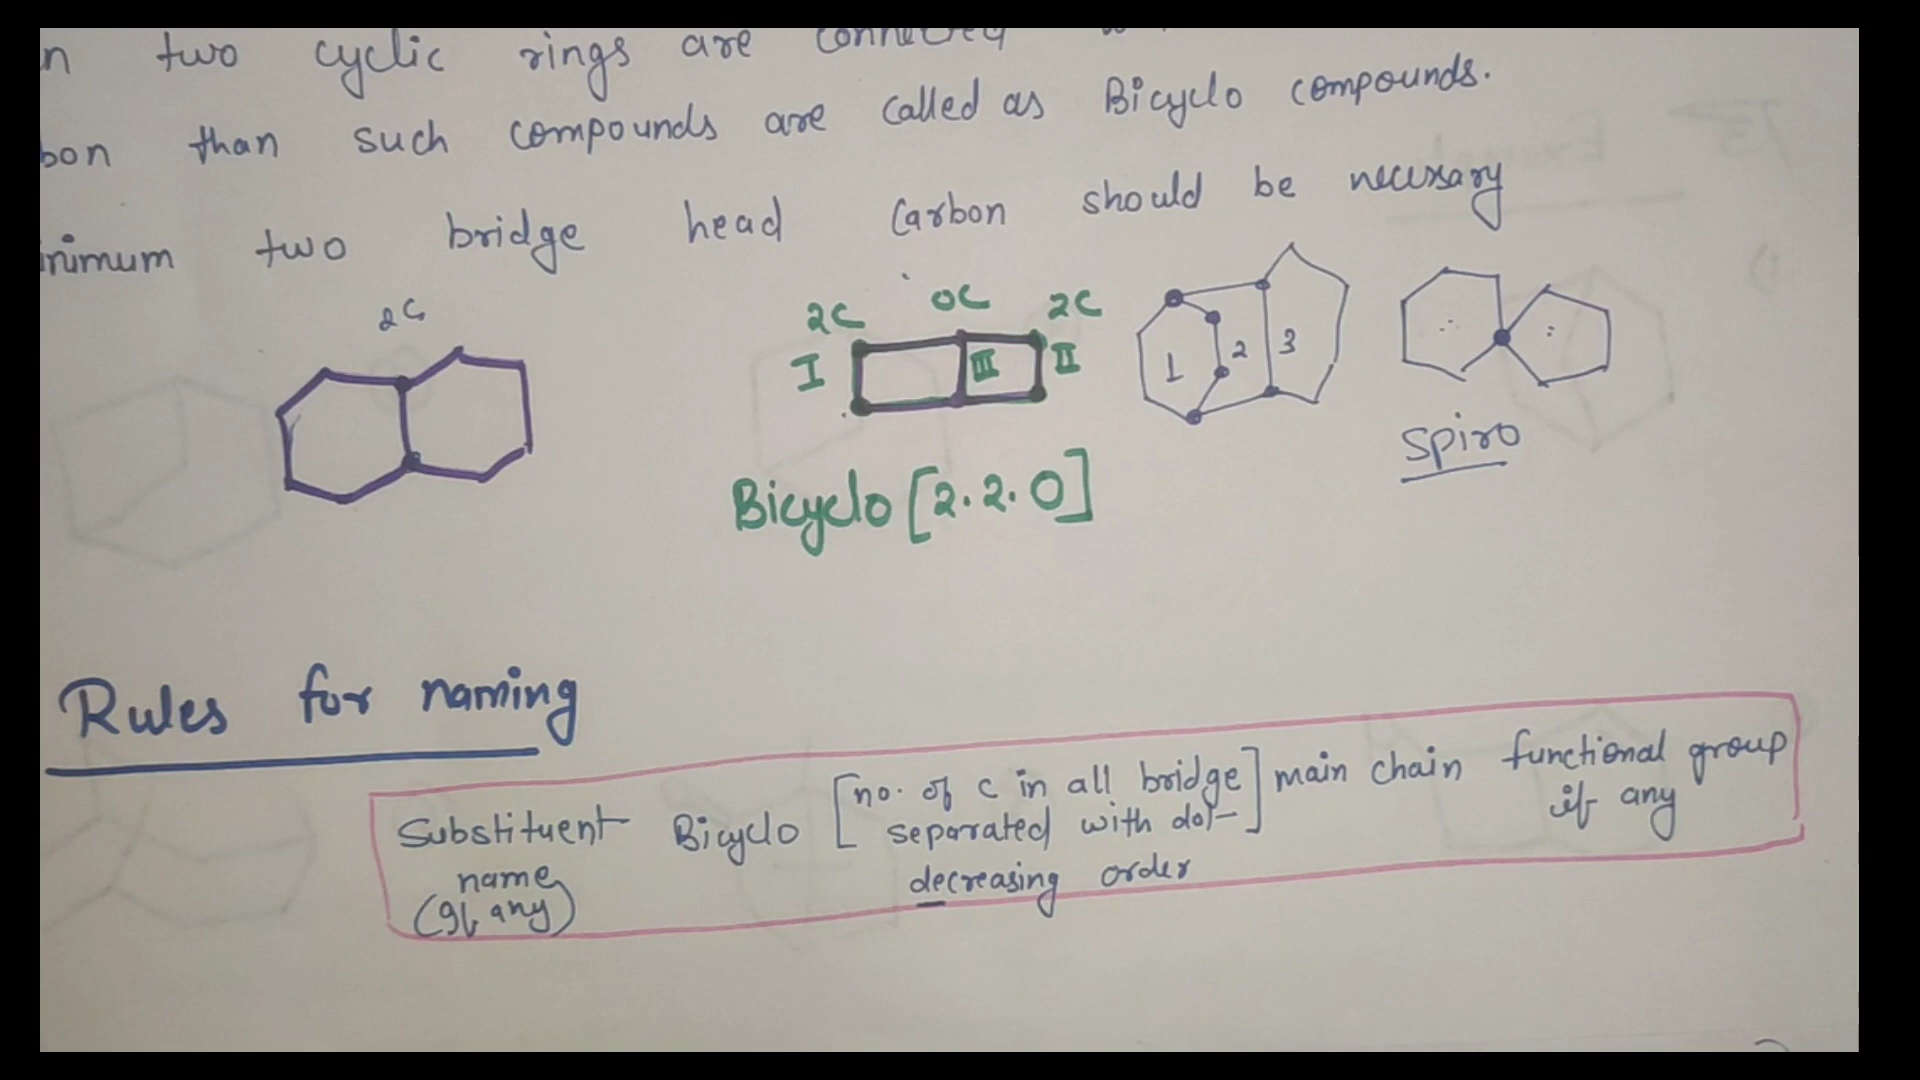 n two cyclic rings are connected
bon than such compounds are called as Bicyclo compounds.
inimum two bridge head Carbon should be necessary
2C
2C 0C 2C
I III II
1 2 3
Spiro
Bicyclo [2.2.0]
Rules for naming
Substituent name (If any) Bicyclo [no. of c in all bridge separated with dot] main chain functional group if any
decreasing order